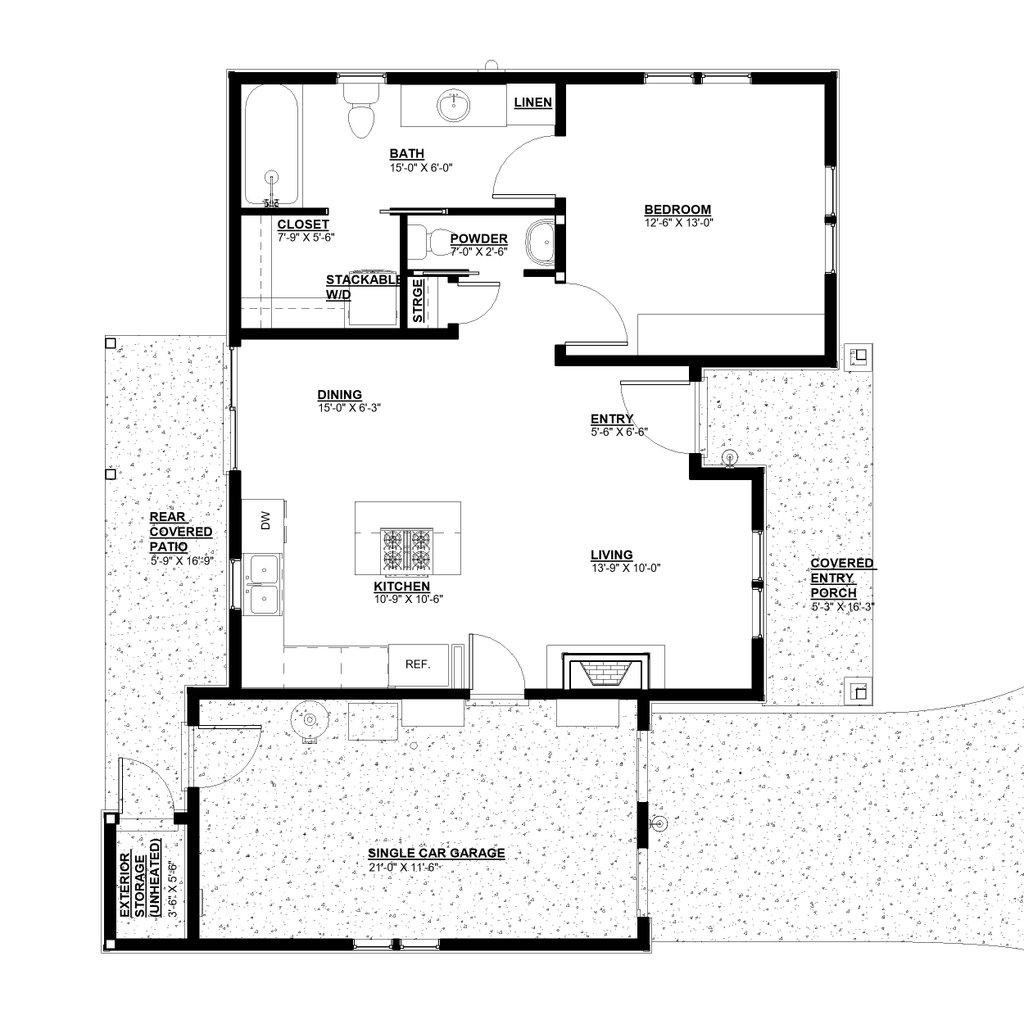 LINEN
BATH
15'-0" X 6'-0"
BEDROOM
12'-6" X 13'-0"
CLOSET
7'-9" X 5'-6"
POWDER
7'-0" X 2'-6"
STACKABLE
W/D
STRGE
DINING
15'-0" X 6'-3"
ENTRY
5'-6" X 6'-6"
DW
REAR
COVERED
PATIO
5'-9" X 16'-9"
LIVING
13'-9" X 10'-0"
COVERED
ENTRY
PORCH
5'-3" X 16'-3"
KITCHEN
10'-9" X 10'-6"
REF.
SINGLE CAR GARAGE
21'-0" X 11'-6"
EXTERIOR
STORAGE
(UNHEATED)
3'-6" X 5'-6"